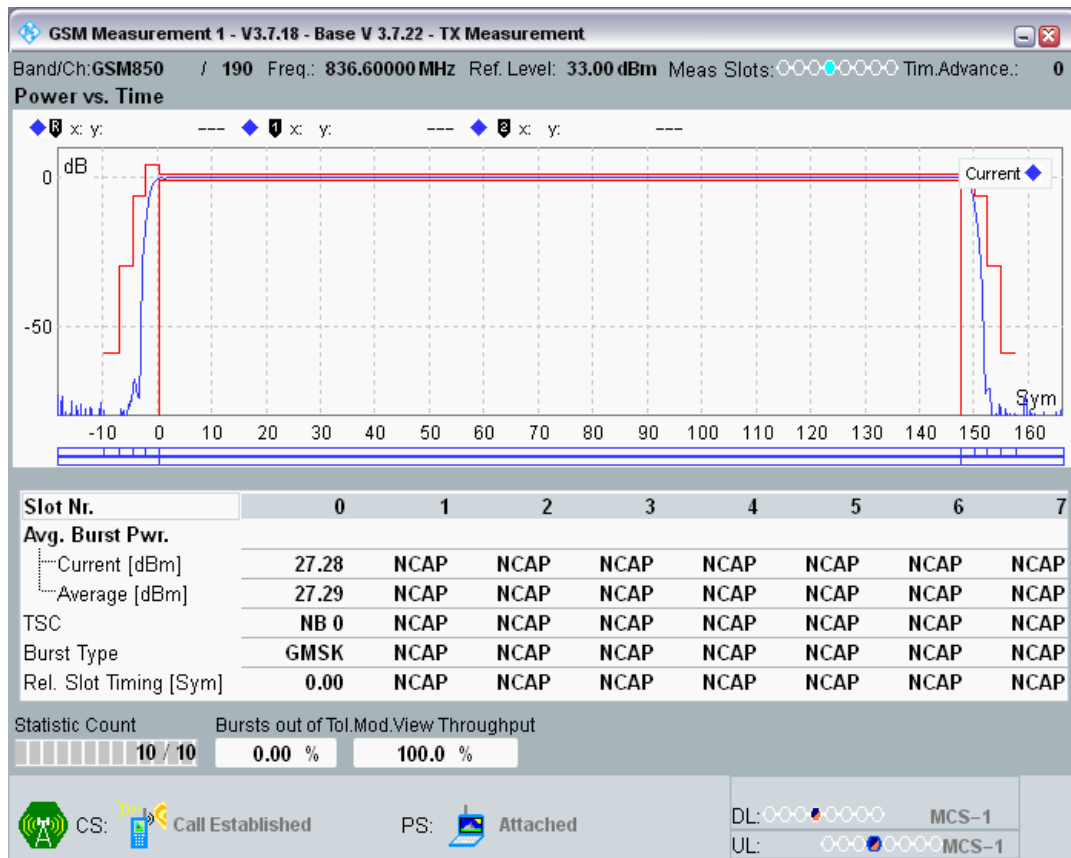 GSM Measurement 1 - V3.7.18 - Base V 3.7.22 - TX Measurement
Band/Ch:GSM850 / 190 Freq.: 836.60000 MHz Ref. Level: 33.00 dBm Meas Slots: Tim.Advance.: 0
Power vs. Time
R x: y: --- 1 x: y: --- 2 x: y: ---
dB
0
Current
-50
Sym
-10 0 10 20 30 40 50 60 70 80 90 100 110 120 130 140 150 160
Slot Nr. 0 1 2 3 4 5 6 7
Avg. Burst Pwr.
Current [dBm] 27.28 NCAP NCAP NCAP NCAP NCAP NCAP NCAP
Average [dBm] 27.29 NCAP NCAP NCAP NCAP NCAP NCAP NCAP
TSC NB 0 NCAP NCAP NCAP NCAP NCAP NCAP NCAP
Burst Type GMSK NCAP NCAP NCAP NCAP NCAP NCAP NCAP
Rel. Slot Timing [Sym] 0.00 NCAP NCAP NCAP NCAP NCAP NCAP NCAP
Statistic Count Bursts out of Tol.Mod.View Throughput
10 / 10 0.00 % 100.0 %
CS: Call Established PS: Attached
DL: MCS-1
UL: MCS-1